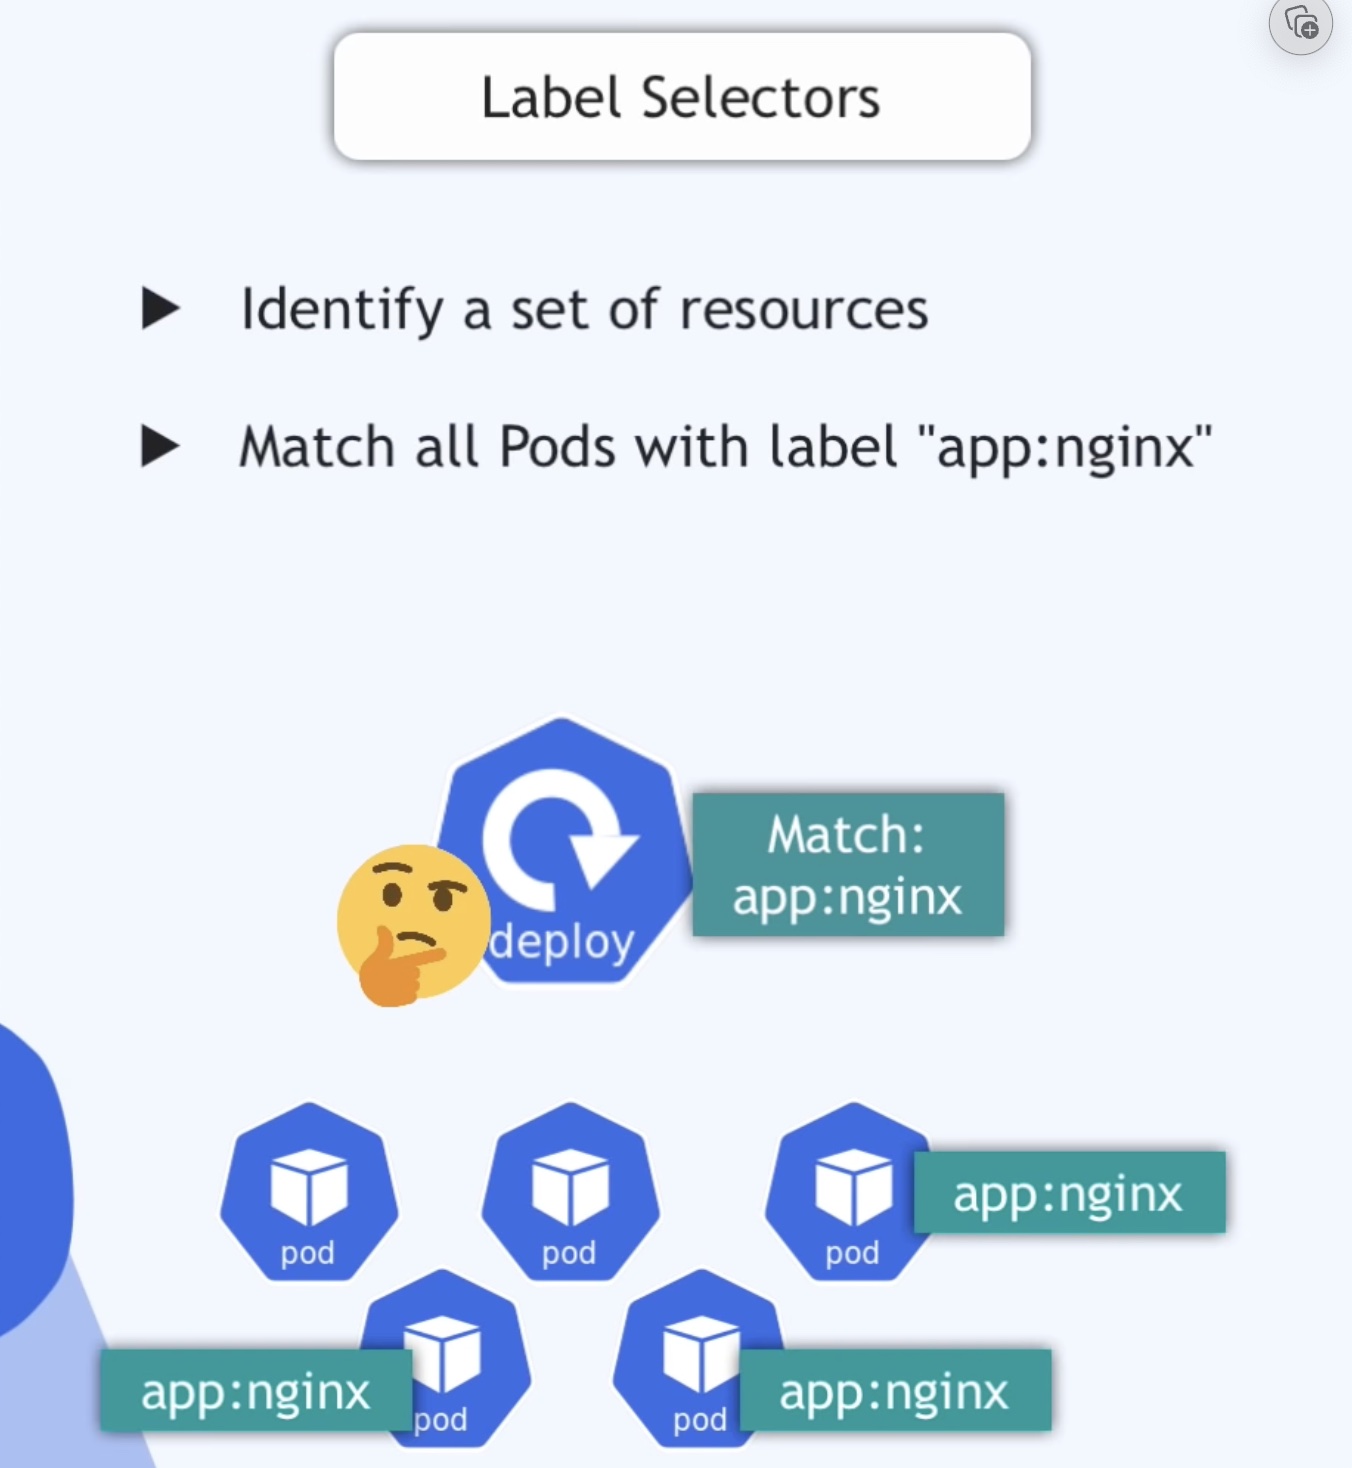 Label Selectors
Identify a set of resources
Match all Pods with label "app:nginx"
Match:
app:nginx
deploy
pod
pod
pod
app:nginx
app:nginx
pod
pod
app:nginx